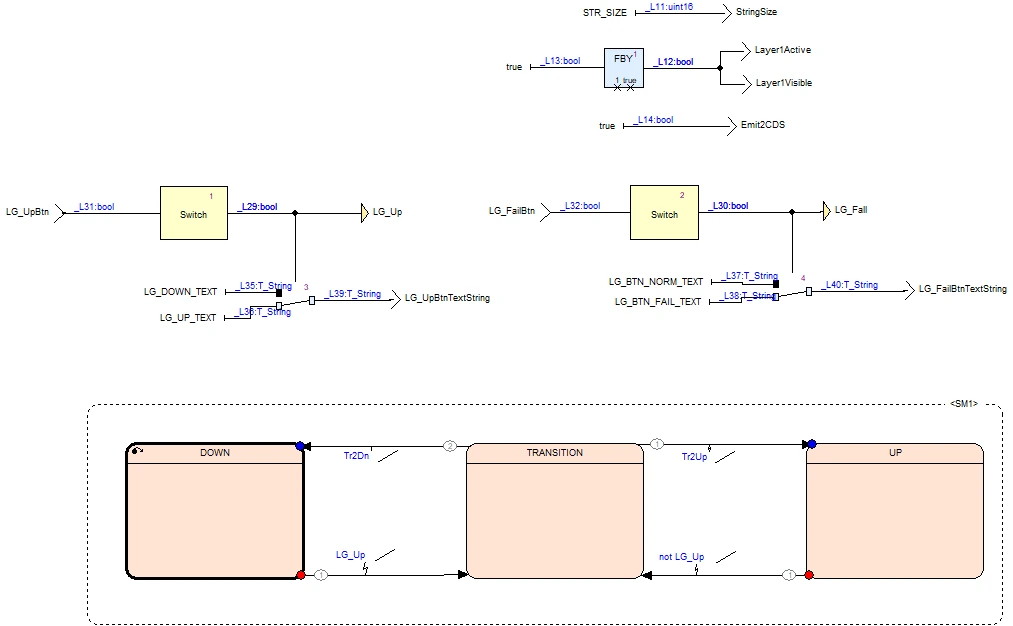 STR_SIZE _L11:uint16 StringSize
true _L13:bool FBY 1 _L12:bool Layer1Active
1 true
Layer1Visible
true _L14:bool Emit2CDS
LG_UpBtn _L31:bool Switch 1 _L29:bool LG_Up
LG_FailBtn _L32:bool Switch 2 _L30:bool LG_Fail
LG_DOWN_TEXT _L35:T_String 3 _L39:T_String LG_UpBtnTextString
LG_UP_TEXT _L36:T_String
LG_BTN_NORM_TEXT _L37:T_String 4 _L40:T_String LG_FailBtnTextString
LG_BTN_FAIL_TEXT _L38:T_String
<SM1>
DOWN 2 TRANSITION 1 UP
Tr2Dn Tr2Up
LG_Up not LG_Up
1 1